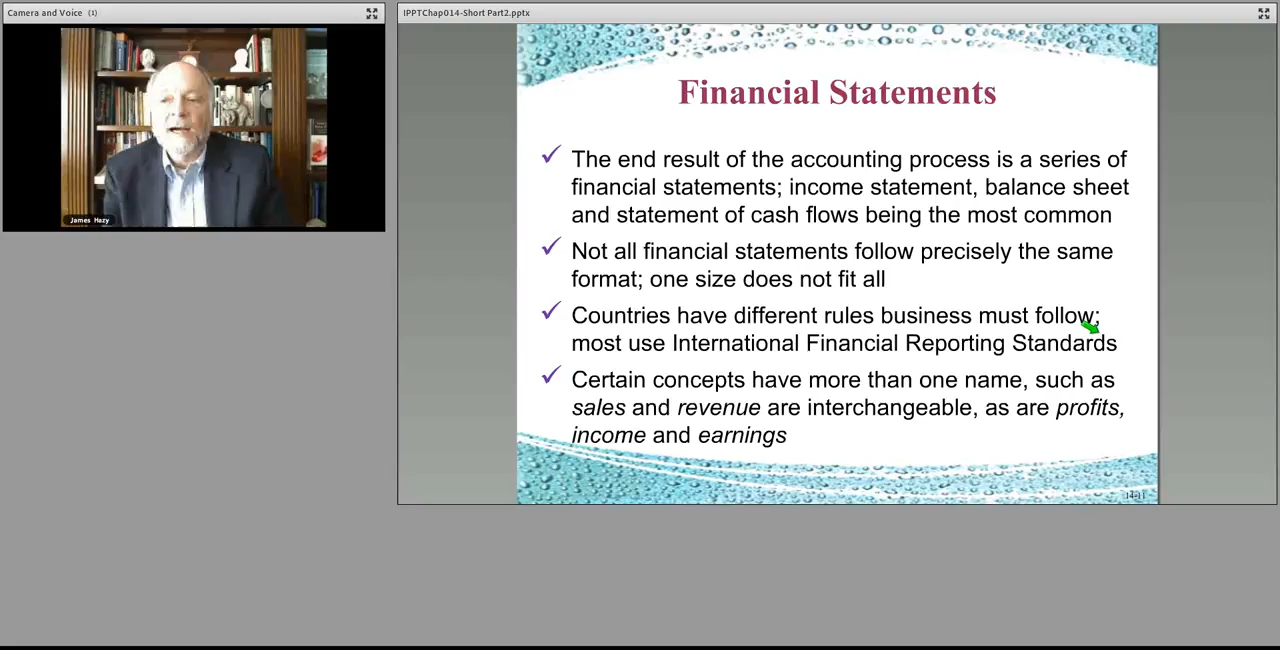 Camera and Voice (1)
James Hazy
IPPTChap014-Short Part2.pptx
Financial Statements
The end result of the accounting process is a series of
financial statements; income statement, balance sheet
and statement of cash flows being the most common
Not all financial statements follow precisely the same
format; one size does not fit all
Countries have different rules business must follow;
most use International Financial Reporting Standards
Certain concepts have more than one name, such as
sales and revenue are interchangeable, as are profits,
income and earnings
14-11